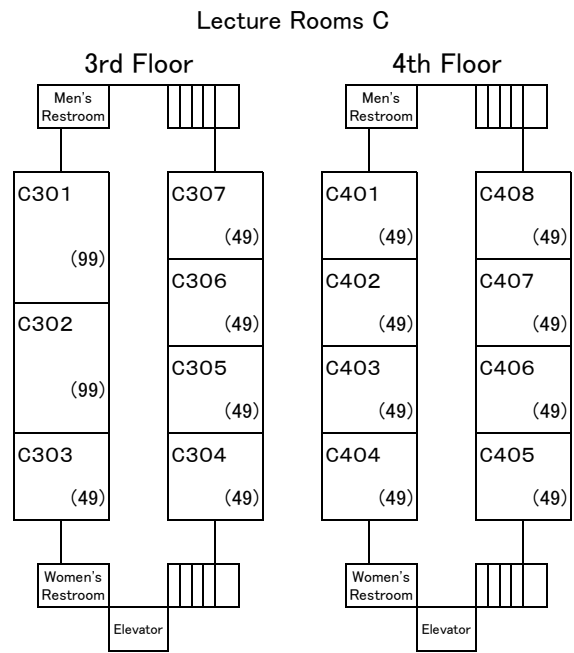 Lecture Rooms C
3rd Floor
Men's
Restroom
C301
(99)
C302
(99)
C303
(49)
C307
(49)
C306
(49)
C305
(49)
C304
(49)
Women's
Restroom
Elevator
4th Floor
Men's
Restroom
C401
(49)
C402
(49)
C403
(49)
C404
(49)
C408
(49)
C407
(49)
C406
(49)
C405
(49)
Women's
Restroom
Elevator